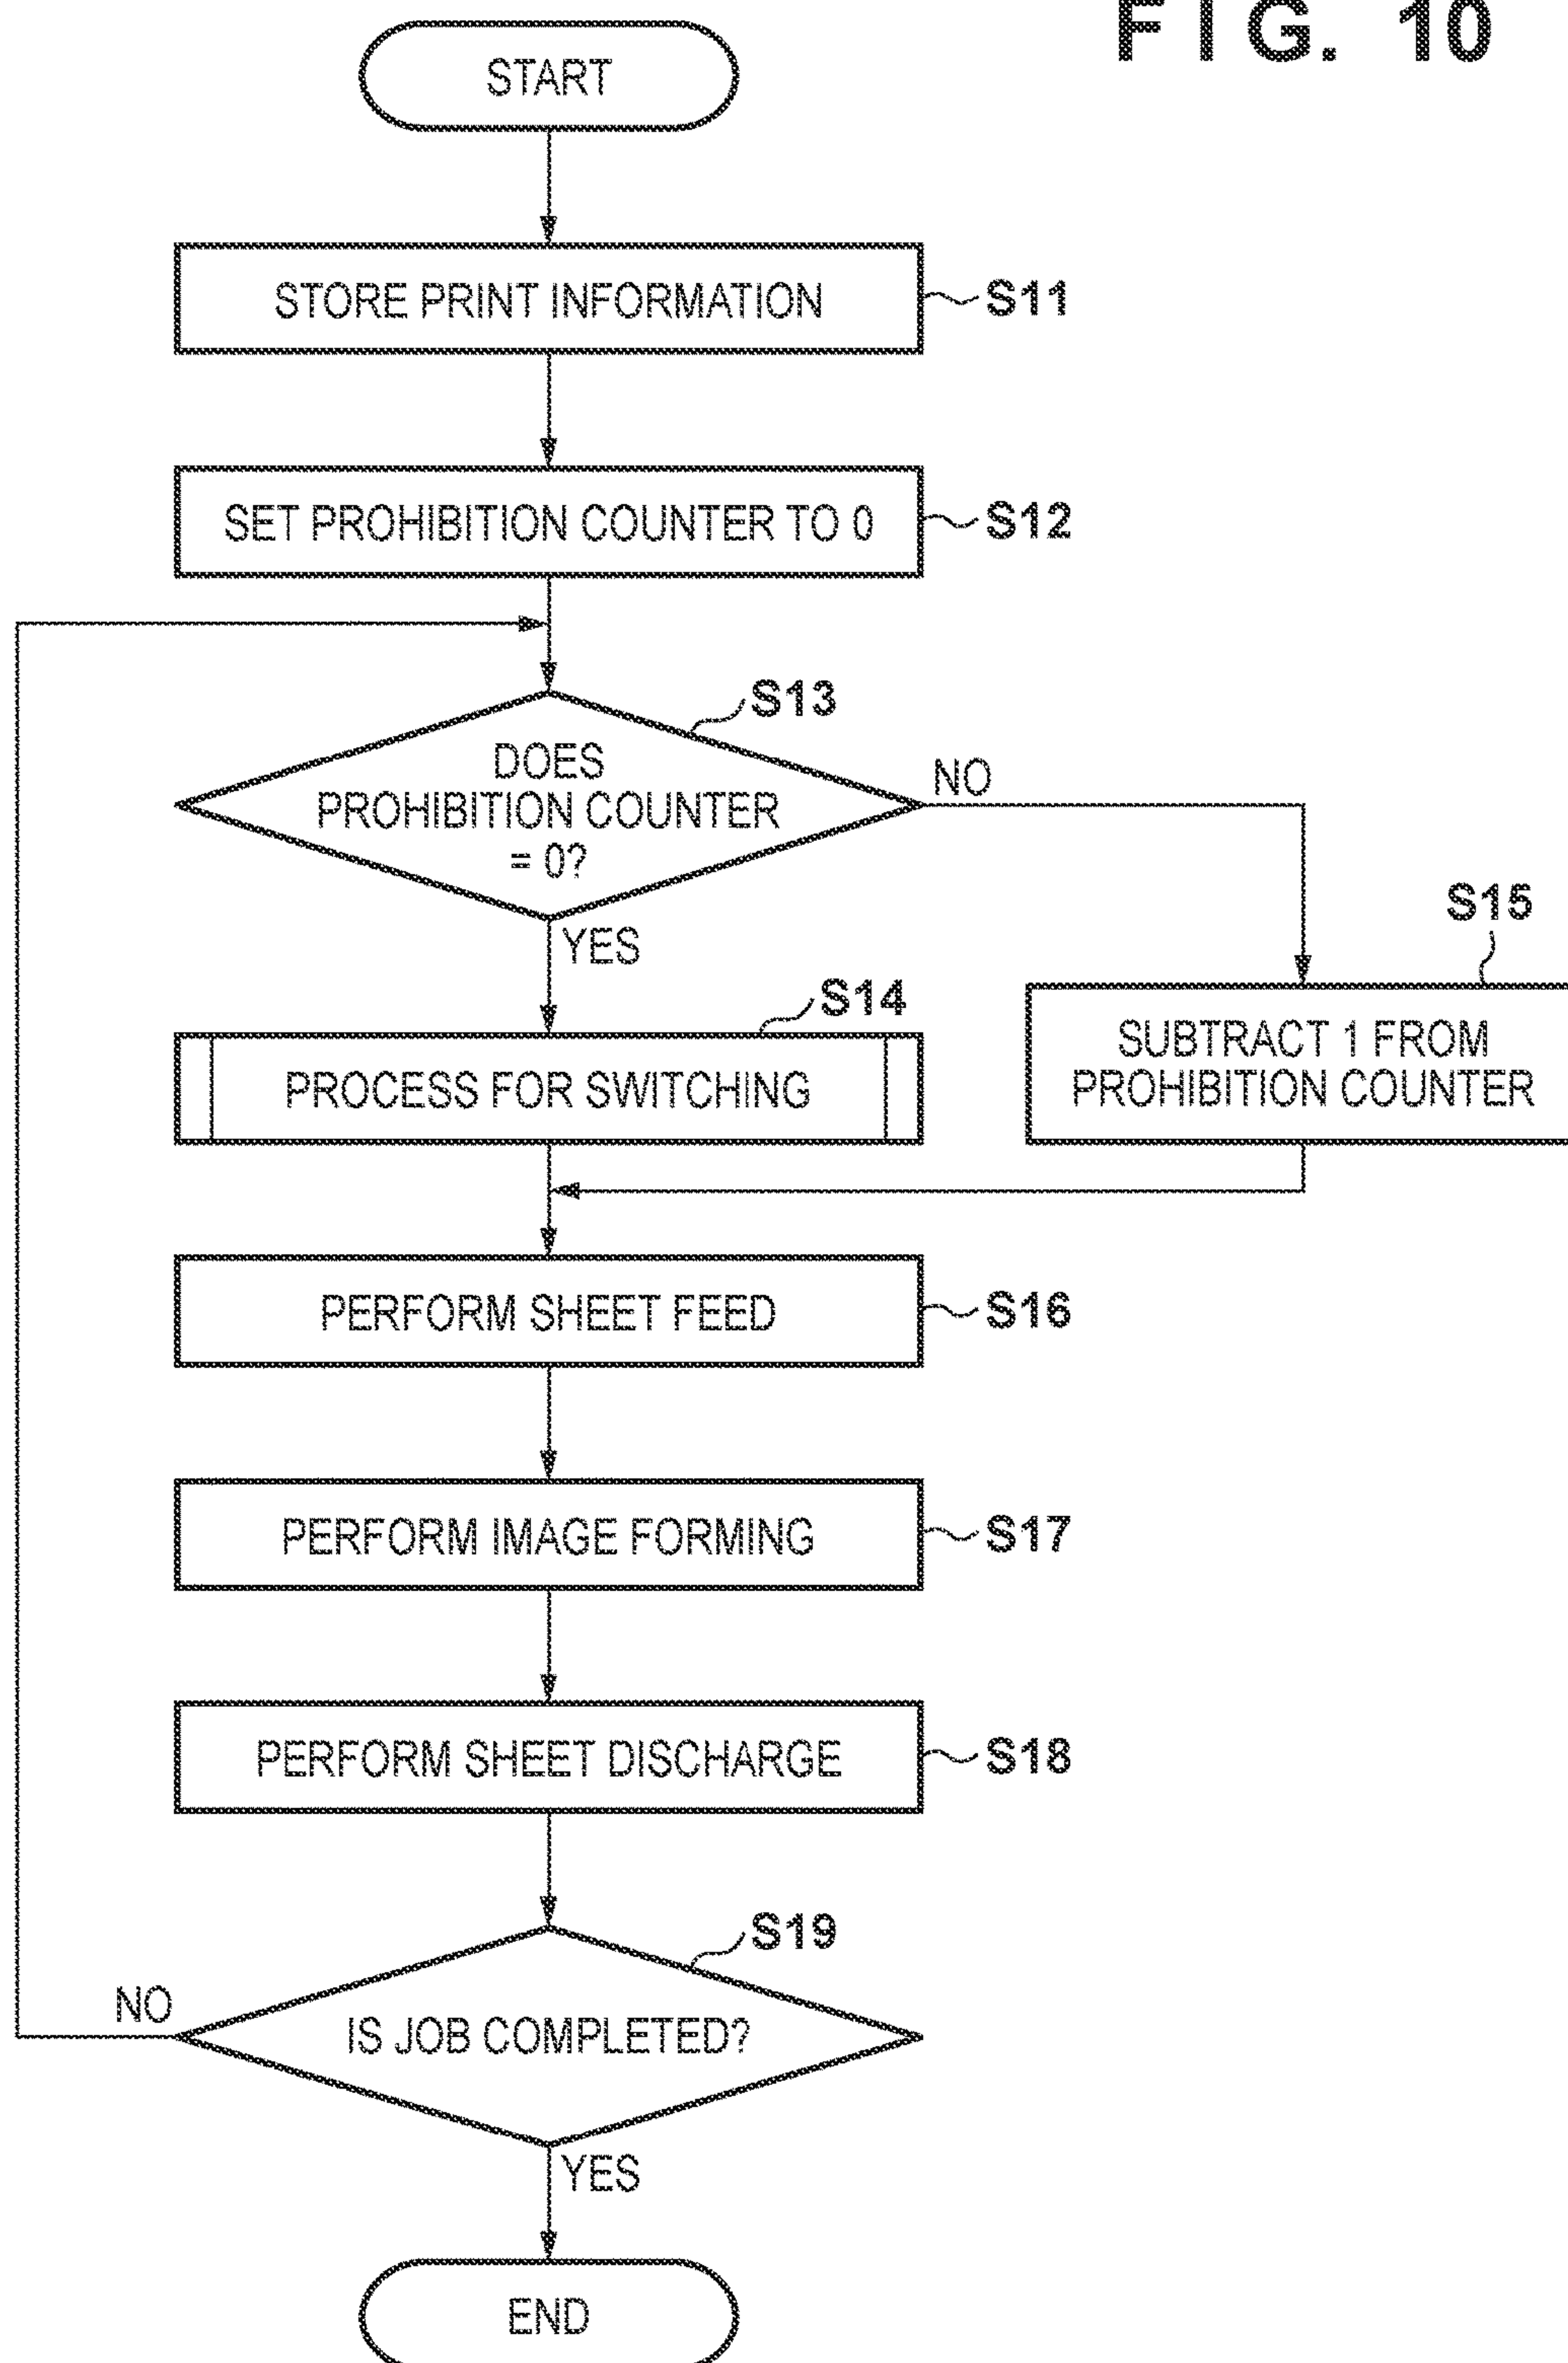 FIG. 10
START
STORE PRINT INFORMATION
S11
SET PROHIBITION COUNTER TO 0
S12
S13
DOES
PROHIBITION COUNTER
= 0?
NO
YES
S14
PROCESS FOR SWITCHING
S15
SUBTRACT 1 FROM
PROHIBITION COUNTER
PERFORM SHEET FEED
S16
PERFORM IMAGE FORMING
S17
PERFORM SHEET DISCHARGE
S18
S19
IS JOB COMPLETED?
NO
YES
END